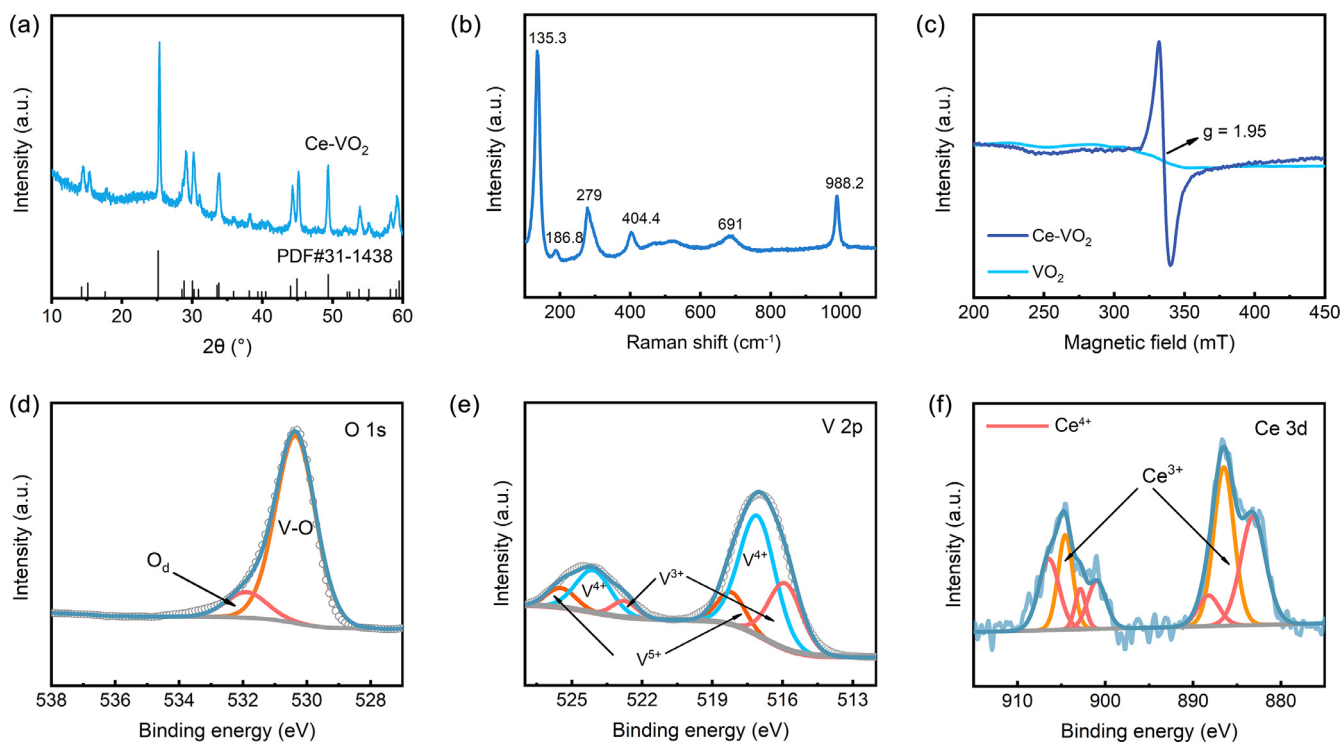 (a)
Intensity (a.u.)
Ce-VO₂
PDF#31-1438
10 20 30 40 50 60
2θ (°)
(b)
Intensity (a.u.)
135.3
186.8
279
404.4
691
988.2
200 400 600 800 1000
Raman shift (cm⁻¹)
(c)
Intensity (a.u.)
g = 1.95
Ce-VO₂
VO₂
200 250 300 350 400 450
Magnetic field (mT)
(d)
Intensity (a.u.)
O 1s
V-O
O_d
538 536 534 532 530 528
Binding energy (eV)
(e)
Intensity (a.u.)
V 2p
V⁴⁺
V³⁺
V⁴⁺
V⁵⁺
525 522 519 516 513
Binding energy (eV)
(f)
Intensity (a.u.)
Ce⁴⁺
Ce 3d
Ce³⁺
910 900 890 880
Binding energy (eV)